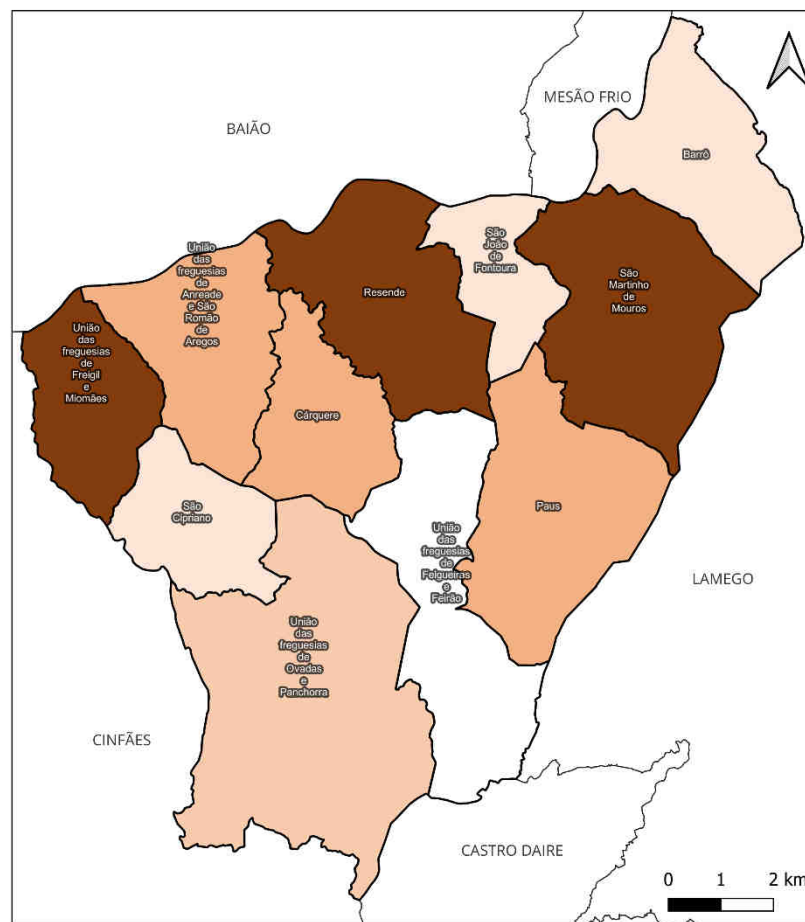 MESÃO FRIO
BAIÃO
Barrô
União
das
freguesias
de
Anreade
e São
Romão
de
Aregos
São
João
de
Fontoura
Resende
São
Martinho
de
Mouros
União
das
freguesias
de
Freigil
e
Miomães
Cárquere
São
Cipriano
Paus
União
das
freguesias
de
Felgueiras
e
Feirão
LAMEGO
União
das
freguesias
de
Ovadas
e
Panchorra
CINFÃES
CASTRO DAIRE
0 1 2 km